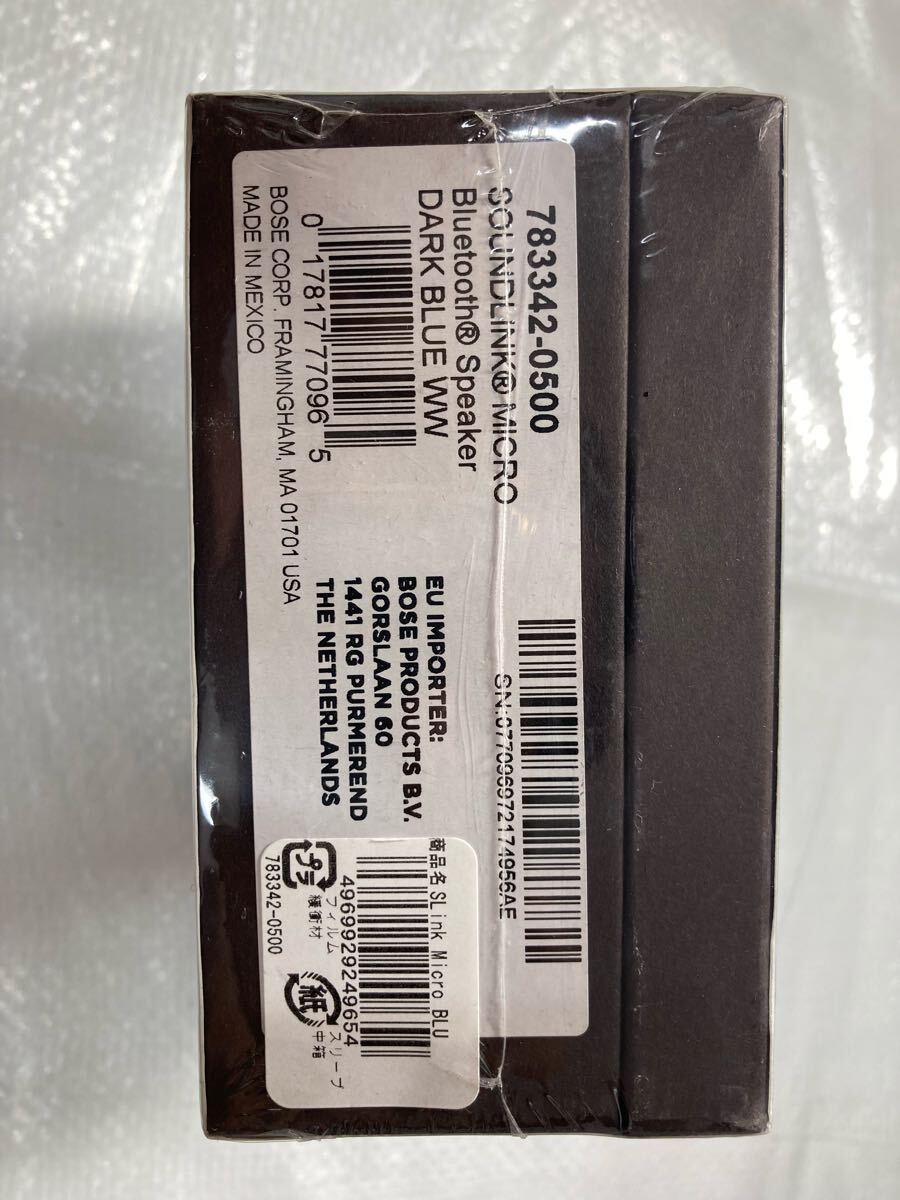 783342-0500
SOUNDLINK® MICRO
Bluetooth® Speaker
DARK BLUE WW
0 17817 77096 5
BOSE CORP. FRAMINGHAM, MA 01701 USA
MADE IN MEXICO
SN:077096972174956AE
EU IMPORTER:
BOSE PRODUCTS B.V.
GORSLAAN 60
1441 RG PURMEREND
THE NETHERLANDS
商品名 SLink Micro BLU
4969929249654
プラ
フィルム
緩衝材
紙
スリーブ
中箱
783342-0500